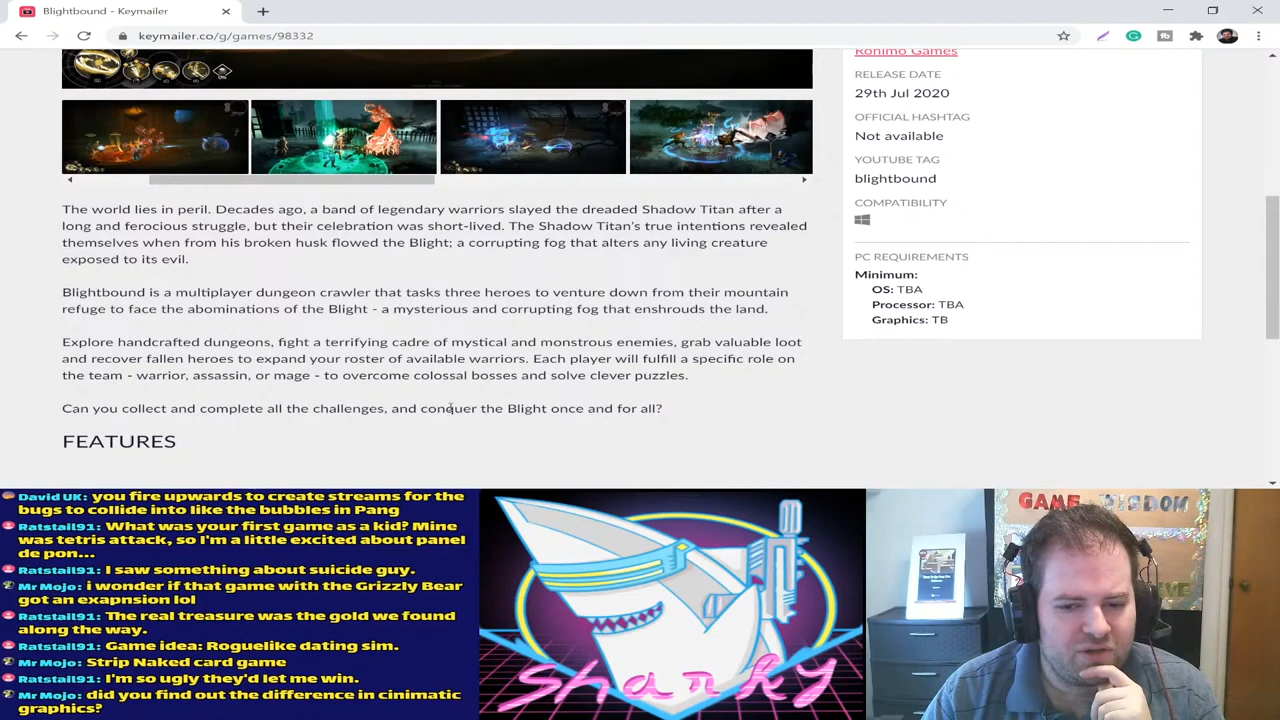 Blightbound - Keymailer
keymailer.co/g/games/98332
Ronimo Games
RELEASE DATE
29th Jul 2020
OFFICIAL HASHTAG
Not available
YOUTUBE TAG
blightbound
COMPATIBILITY
PC REQUIREMENTS
Minimum:
OS: TBA
Processor: TBA
Graphics: TB
The world lies in peril. Decades ago, a band of legendary warriors slayed the dreaded Shadow Titan after a
long and ferocious struggle, but their celebration was short-lived. The Shadow Titan's true intentions revealed
themselves when from his broken husk flowed the Blight; a corrupting fog that alters any living creature
exposed to its evil.
Blightbound is a multiplayer dungeon crawler that tasks three heroes to venture down from their mountain
refuge to face the abominations of the Blight - a mysterious and corrupting fog that enshrouds the land.
Explore handcrafted dungeons, fight a terrifying cadre of mystical and monstrous enemies, grab valuable loot
and recover fallen heroes to expand your roster of available warriors. Each player will fulfill a specific role on
the team - warrior, assassin, or mage - to overcome colossal bosses and solve clever puzzles.
Can you collect and complete all the challenges, and conquer the Blight once and for all?
FEATURES
David UK: you fire upwards to create streams for the
bugs to collide into like the bubbles in Pang
Ratstail91: What was your first game as a kid? Mine
was tetris attack, so I'm a little excited about panel
de pon...
Ratstail91: I saw something about suicide guy.
Mr Mojo: i wonder if that game with the Grizzly Bear
got an exapnsion lol
Ratstail91: The real treasure was the gold we found
along the way.
Ratstail91: Game idea: Roguelike dating sim.
Mr Mojo: Strip Naked card game
Ratstail91: I'm so ugly they'd let me win.
Mr Mojo: did you find out the difference in cinimatic
graphics?
Sharky
GAME WISDOM